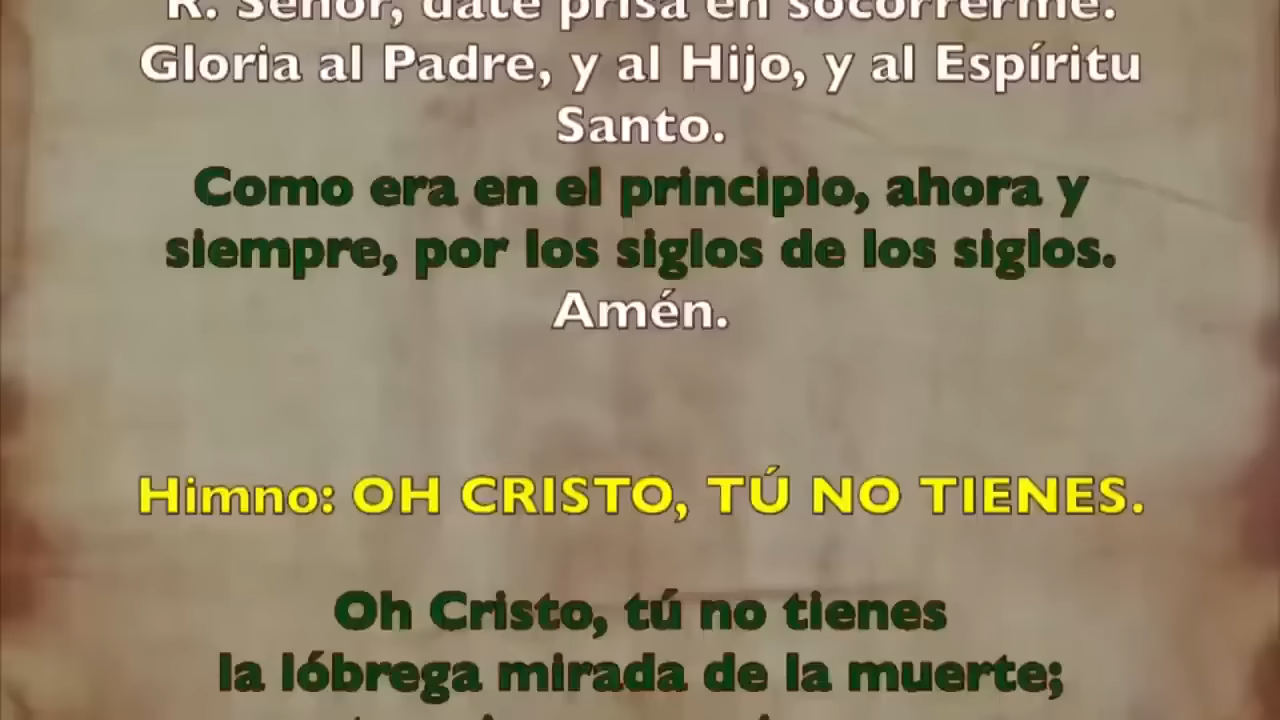 R. Señor, date prisa en socorrerme.
Gloria al Padre, y al Hijo, y al Espíritu
Santo.
Como era en el principio, ahora y
siempre, por los siglos de los siglos.
Amén.
Himno: OH CRISTO, TÚ NO TIENES.
Oh Cristo, tú no tienes
la lóbrega mirada de la muerte;